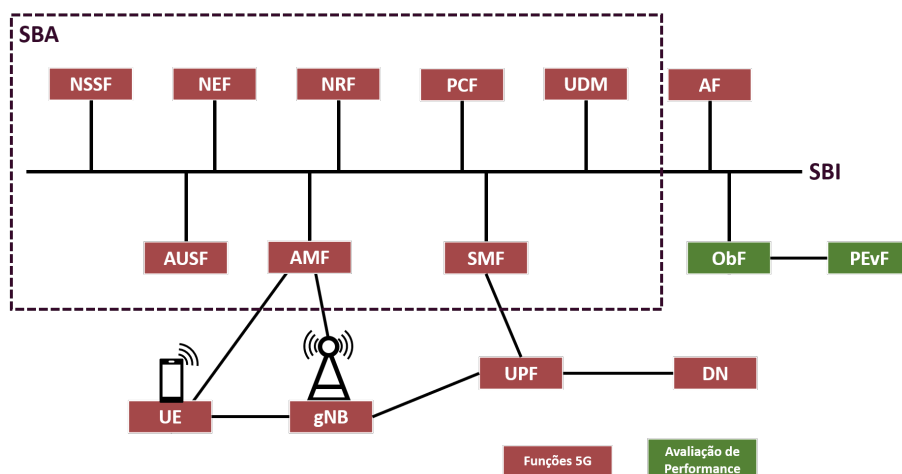 SBA
NSSF
NEF
NRF
PCF
UDM
AF
SBI
AUSF
AMF
SMF
ObF
PEvF
UPF
DN
UE
gNB
Funções 5G
Avaliação de
Performance